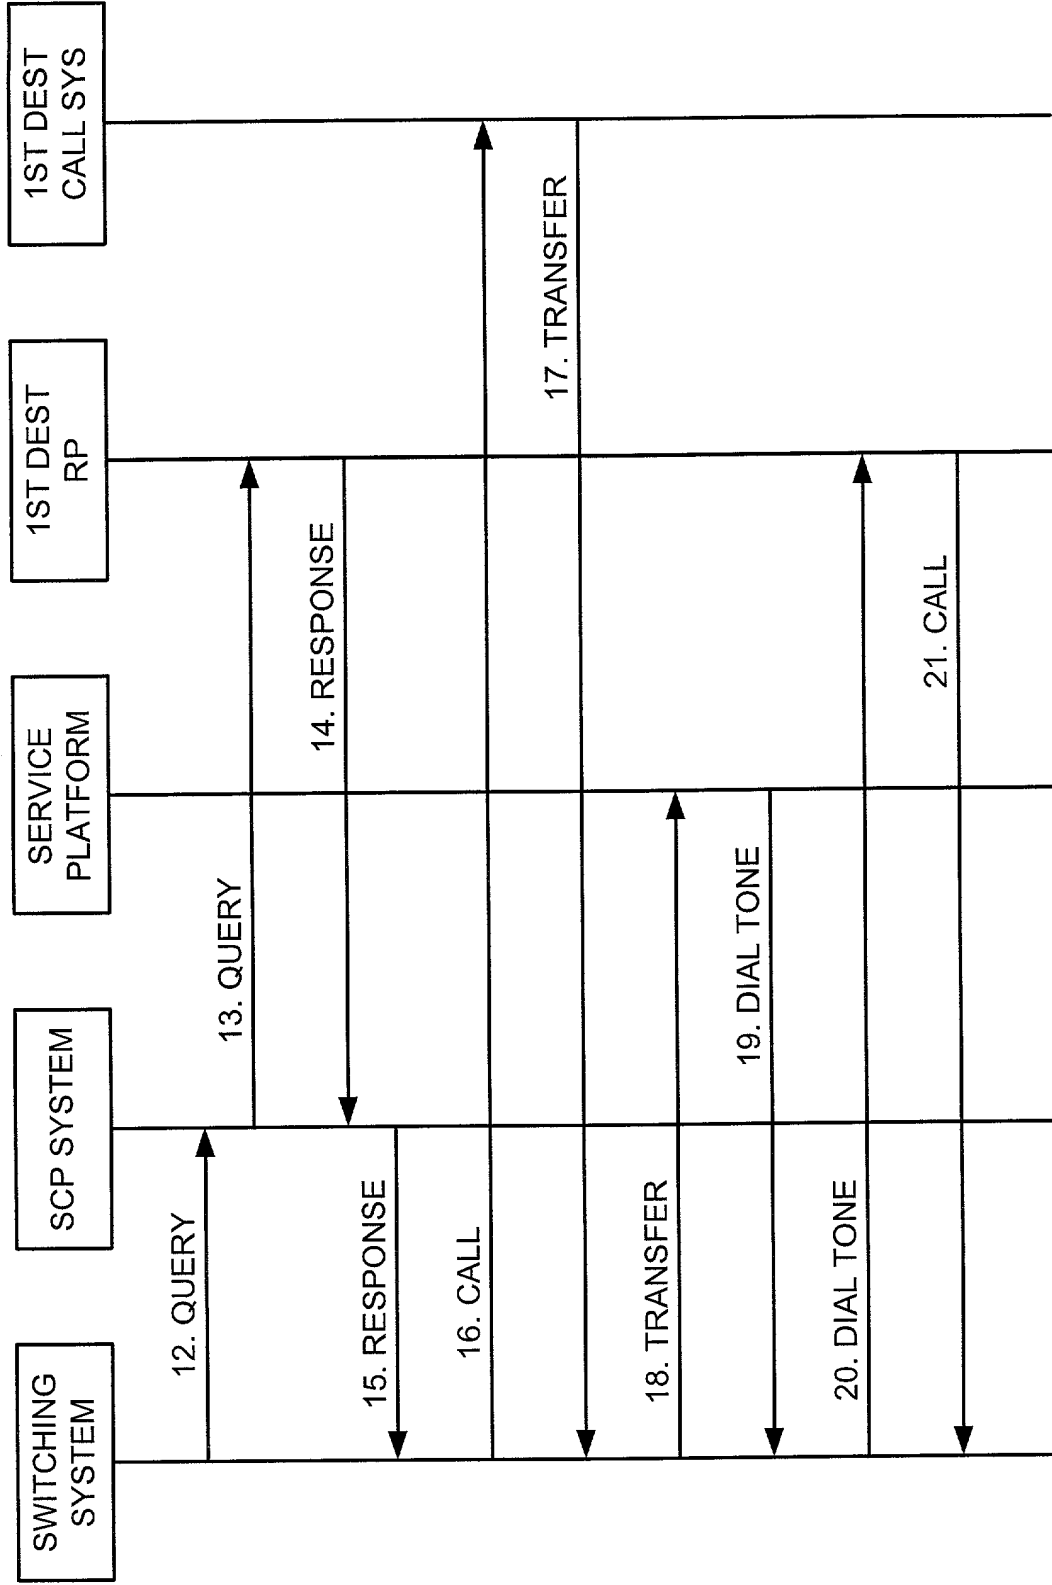 SWITCHING
SYSTEM
SCP SYSTEM
SERVICE
PLATFORM
1ST DEST
RP
1ST DEST
CALL SYS
12. QUERY
13. QUERY
14. RESPONSE
15. RESPONSE
16. CALL
17. TRANSFER
18. TRANSFER
19. DIAL TONE
20. DIAL TONE
21. CALL